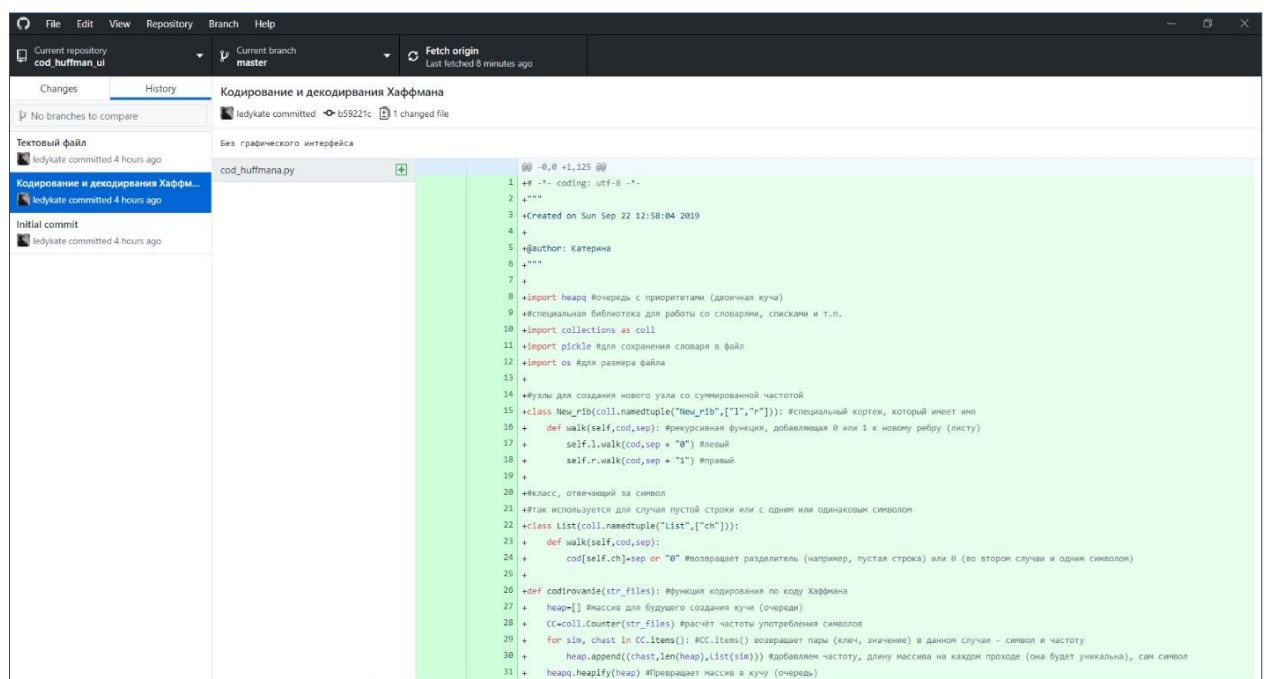 File Edit View Repository Branch Help
Current repository
cod_huffman_ui
Current branch
master
Fetch origin
Last fetched 8 minutes ago
Changes History
No branches to compare
Тектовый файл
ledykate committed 4 hours ago
Кодирование и декодирвания Хаффм...
ledykate committed 4 hours ago
Initial commit
ledykate committed 4 hours ago
Кодирование и декодирвания Хаффмана
ledykate committed b59221c 1 changed file
Без графического интерфейса
cod_huffmana.py
@@ -0,0 +1,125 @@
1 +# -*- coding: utf-8 -*-
2 +"""
3 +Created on Sun Sep 22 12:58:04 2019
4 +
5 +@author: Катерина
6 +"""
7 +
8 +import heapq #очередь с приоритетами (двоичная куча)
9 +#специальная библиотека для работы со словарями, списками и т.п.
10 +import collections as coll
11 +import pickle #для сохранения словаря в файл
12 +import os #для размера файла
13 +
14 +#узлы для создания нового узла со суммированной частотой
15 +class New_rib(coll.namedtuple("New_rib",["l","r"])): #специальный кортеж, который имеет имя
16 + def walk(self,cod,sep): #рекурсивная функция, добавляющая 0 или 1 к новому ребру (листу)
17 + self.l.walk(cod,sep + "0") #левый
18 + self.r.walk(cod,sep + "1") #правый
19 +
20 +#класс, отвечающий за символ
21 +#так используется для случая пустой строки или с одним или одинаковым символом
22 +class List(coll.namedtuple("List",["ch"])):
23 + def walk(self,cod,sep):
24 + cod[self.ch]=sep or "0" #возвращает разделитель (например, пустая строка) или 0 (во втором случаи и одним символом)
25 +
26 +def codirovanie(str_files): #функция кодирования по коду Хаффмана
27 + heap=[] #массив для будущего создания кучи (очереди)
28 + CC=coll.Counter(str_files) #расчёт частоты употребления символов
29 + for sim, chast in CC.items(): #CC.items() возвращает пары (ключ, значение) в данном случаи - символ и частоту
30 + heap.append((chast,len(heap),List(sim))) #добавляем частоту, длину массива на каждом проходе (она будет уникальна), сам символ
31 + heapq.heapify(heap) #Превращает массив в кучу (очередь)